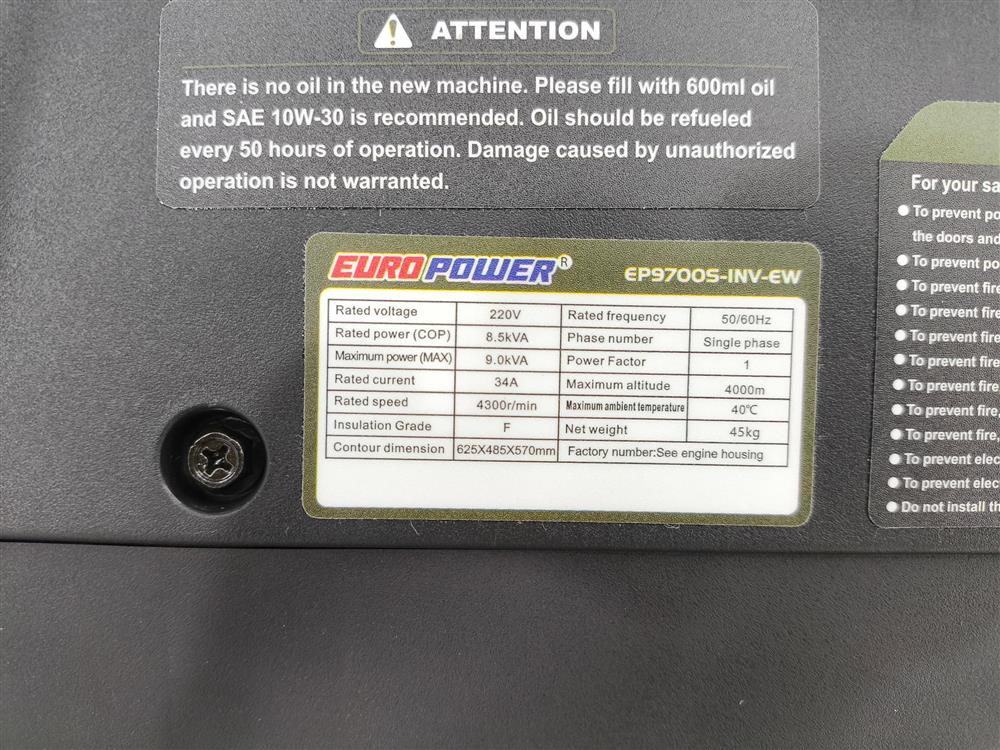 ATTENTION
There is no oil in the new machine. Please fill with 600ml oil
and SAE 10W-30 is recommended. Oil should be refueled
every 50 hours of operation. Damage caused by unauthorized
operation is not warranted.
EURO POWER® EP9700S-INV-EW
Rated voltage 220V Rated frequency 50/60Hz
Rated power (COP) 8.5kVA Phase number Single phase
Maximum power (MAX) 9.0kVA Power Factor 1
Rated current 34A Maximum altitude 4000m
Rated speed 4300r/min Maximum ambient temperature 40℃
Insulation Grade F Net weight 45kg
Contour dimension 625X485X570mm Factory number:See engine housing
For your sa
To prevent po
the doors and
To prevent po
To prevent fire
To prevent fire
To prevent fire
To prevent fire
To prevent fire
To prevent fire,
To prevent fire,
To prevent elec
To prevent elec
Do not install th